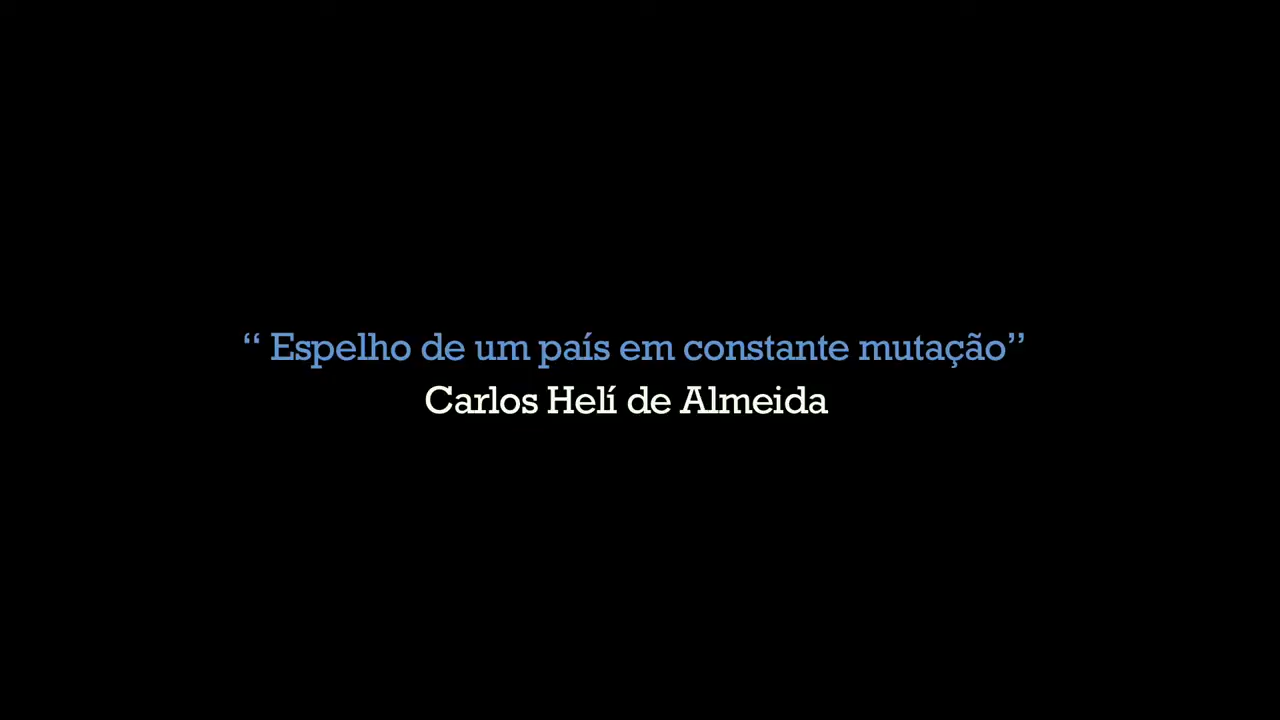 “ Espelho de um país em constante mutação”
Carlos Helí de Almeida